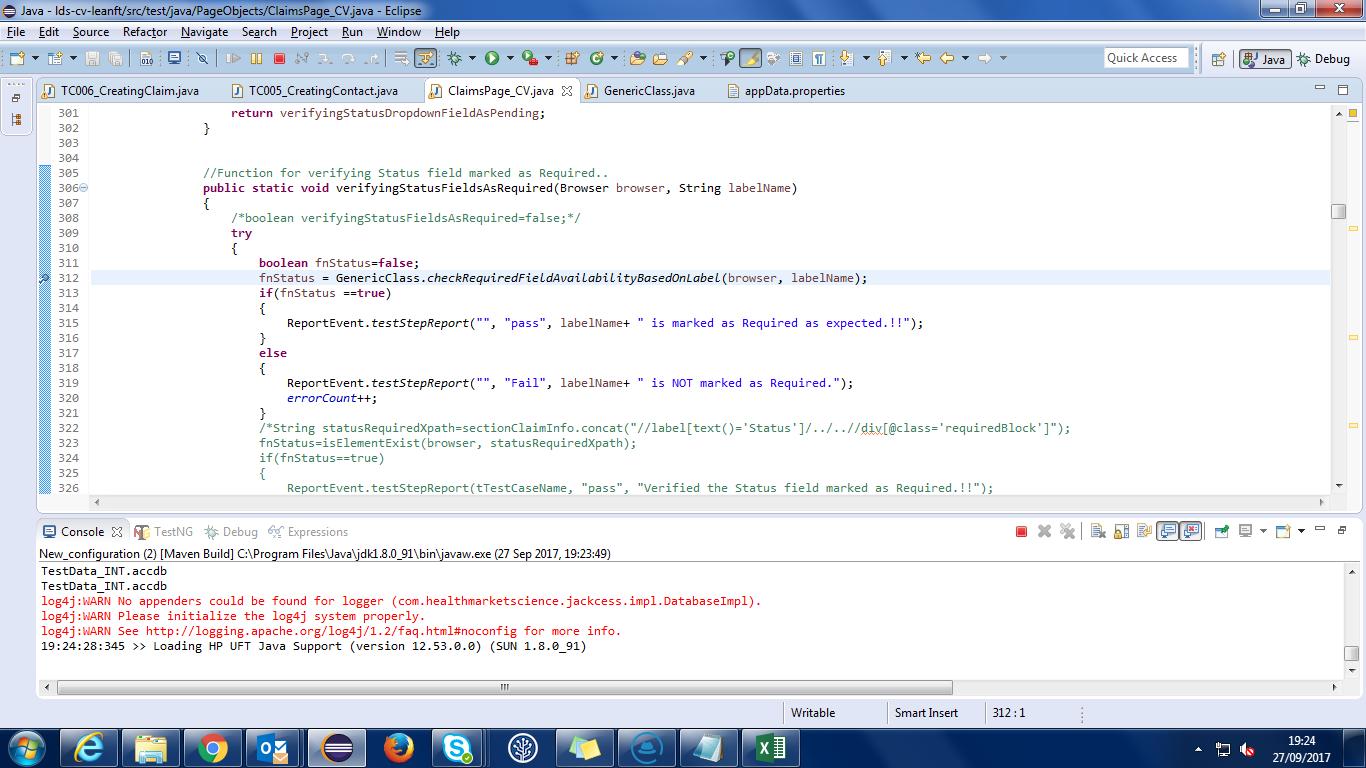 Java - lds-cv-leanft/src/test/java/PageObjects/ClaimsPage_CV.java - Eclipse
File Edit Source Refactor Navigate Search Project Run Window Help
Quick Access Java Debug
TC006_CreatingClaim.java TC005_CreatingContact.java ClaimsPage_CV.java GenericClass.java appData.properties
301 return verifyingStatusDropdownFieldAsPending;
302 }
303
304
305 //Function for verifying Status field marked as Required..
306 public static void verifyingStatusFieldsAsRequired(Browser browser, String labelName)
307 {
308 /*boolean verifyingStatusFieldsAsRequired=false;*/
309 try
310 {
311 boolean fnStatus=false;
312 fnStatus = GenericClass.checkRequiredFieldAvailabilityBasedOnLabel(browser, labelName);
313 if(fnStatus ==true)
314 {
315 ReportEvent.testStepReport("", "pass", labelName+ " is marked as Required as expected.!!");
316 }
317 else
318 {
319 ReportEvent.testStepReport("", "Fail", labelName+ " is NOT marked as Required.");
320 errorCount++;
321 }
322 /*String statusRequiredXpath=sectionClaimInfo.concat("//label[text()='Status']/../..//div[@class='requiredBlock']");
323 fnStatus=isElementExist(browser, statusRequiredXpath);
324 if(fnStatus==true)
325 {
326 ReportEvent.testStepReport(tTestCaseName, "pass", "Verified the Status field marked as Required.!!");
Console TestNG Debug Expressions
New_configuration (2) [Maven Build] C:\Program Files\Java\jdk1.8.0_91\bin\javaw.exe (27 Sep 2017, 19:23:49)
TestData_INT.accdb
TestData_INT.accdb
log4j:WARN No appenders could be found for logger (com.healthmarketscience.jackcess.impl.DatabaseImpl).
log4j:WARN Please initialize the log4j system properly.
log4j:WARN See http://logging.apache.org/log4j/1.2/faq.html#noconfig for more info.
19:24:28:345 >> Loading HP UFT Java Support (version 12.53.0.0) (SUN 1.8.0_91)
Writable Smart Insert 312 : 1
19:24
27/09/2017